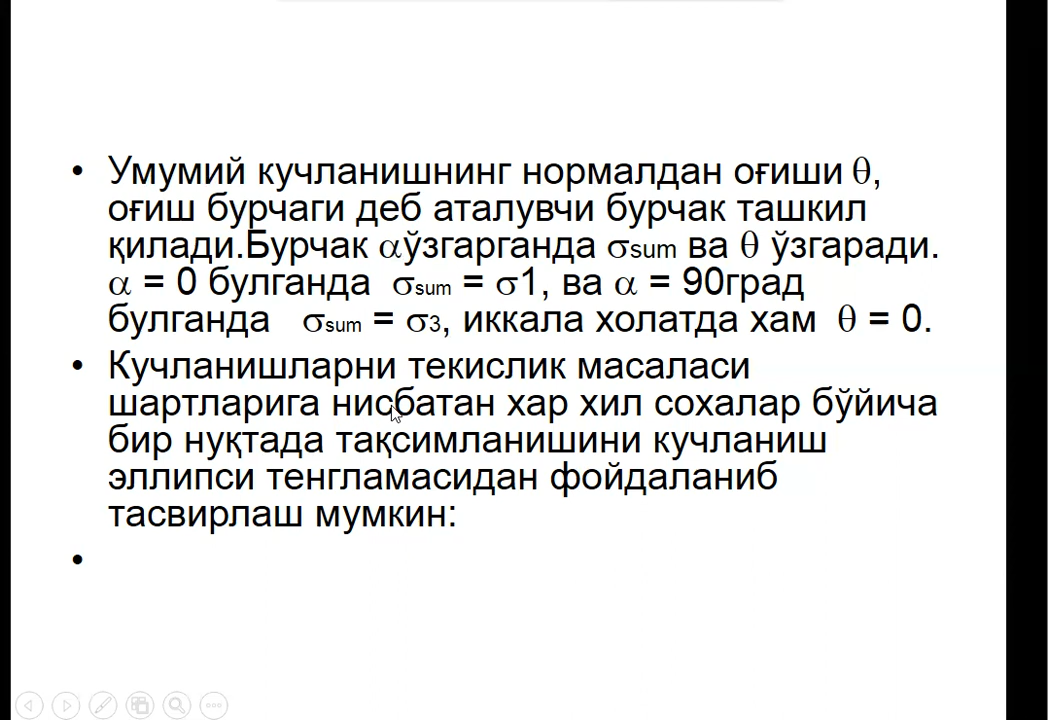 • Умумий кучланишнинг нормалдан оғиши θ,
оғиш бурчаги деб аталувчи бурчак ташкил
қилади.Бурчак αўзгарганда σsum ва θ ўзгаради.
α = 0 булганда σsum = σ1, ва α = 90град
булганда σsum = σ3, иккала холатда хам θ = 0.
• Кучланишларни текислик масаласи
шартларига нисбатан хар хил сохалар бўйича
бир нуқтада тақсимланишини кучланиш
эллипси тенгламасидан фойдаланиб
тасвирлаш мумкин:
•